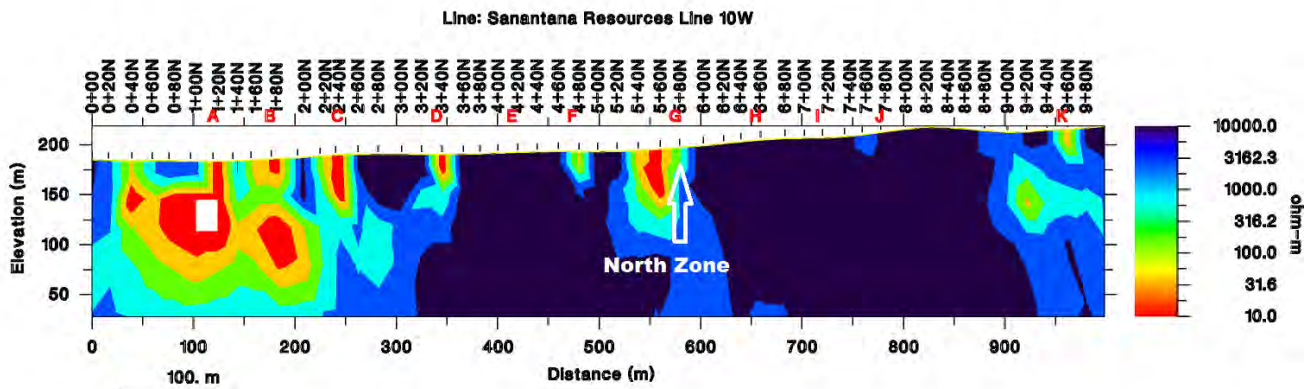 Line: Sanantana Resources Line 10W
0+00 0+20N 0+40N 0+60N 0+80N 1+00N 1+20N 1+40N 1+60N 1+80N 2+00N 2+20N 2+40N 2+60N 2+80N 3+00N 3+20N 3+40N 3+60N 3+80N 4+00N 4+20N 4+40N 4+60N 4+80N 5+00N 5+20N 5+40N 5+60N 5+80N 6+00N 6+20N 6+40N 6+60N 6+80N 7+00N 7+20N 7+40N 7+60N 7+80N 8+00N 8+20N 8+40N 8+60N 8+80N 9+00N 9+20N 9+40N 9+60N 9+80N
A B C D E F G H I J K
Elevation (m)
200
150
100
50
North Zone
0 100 200 300 400 500 600 700 800 900
100. m
Distance (m)
10000.0
3162.3
1000.0
316.2
100.0
31.6
10.0
ohm-m